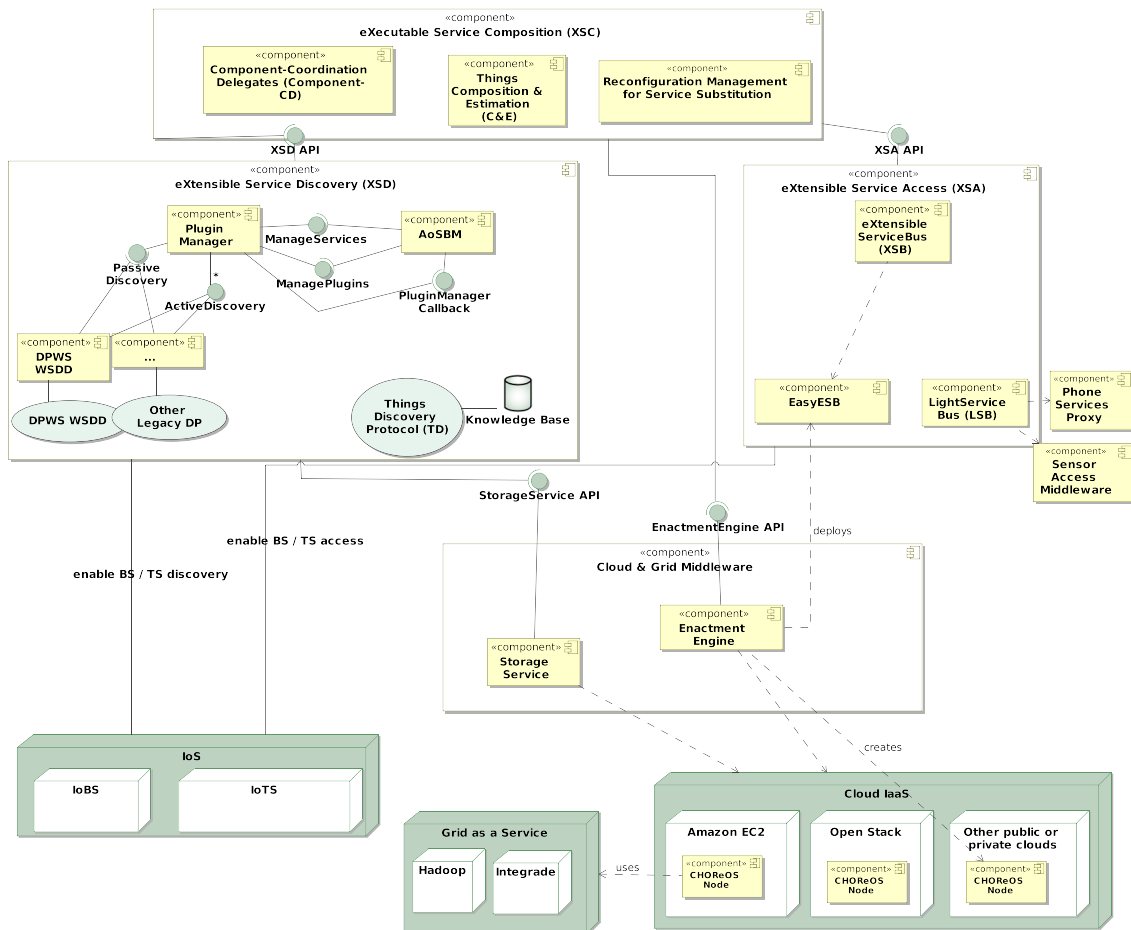 «component»
eXecutable Service Composition (XSC)
«component»
Component-Coordination
Delegates (Component-
CD)
«component»
Things
Composition &
Estimation
(C&E)
«component»
Reconfiguration Management
for Service Substitution
XSD API
XSA API
«component»
eXtensible Service Discovery (XSD)
«component»
Plugin
Manager
ManageServices
«component»
AoSBM
Passive
Discovery
*
ManagePlugins
ActiveDiscovery
PluginManager
Callback
«component»
DPWS
WSDD
«component»
...
DPWS WSDD
Other
Legacy DP
Things
Discovery
Protocol (TD)
Knowledge Base
«component»
eXtensible Service Access (XSA)
«component»
eXtensible
ServiceBus
(XSB)
«component»
EasyESB
«component»
LightService
Bus (LSB)
«component»
Phone
Services
Proxy
«component»
Sensor
Access
Middleware
StorageService API
EnactmentEngine API
deploys
enable BS / TS access
enable BS / TS discovery
«component»
Cloud & Grid Middleware
«component»
Enactment
Engine
«component»
Storage
Service
creates
IoS
IoBS
IoTS
Grid as a Service
Hadoop
Integrade
uses
Cloud IaaS
Amazon EC2
«component»
CHOReOS
Node
Open Stack
«component»
CHOReOS
Node
Other public or
private clouds
«component»
CHOReOS
Node